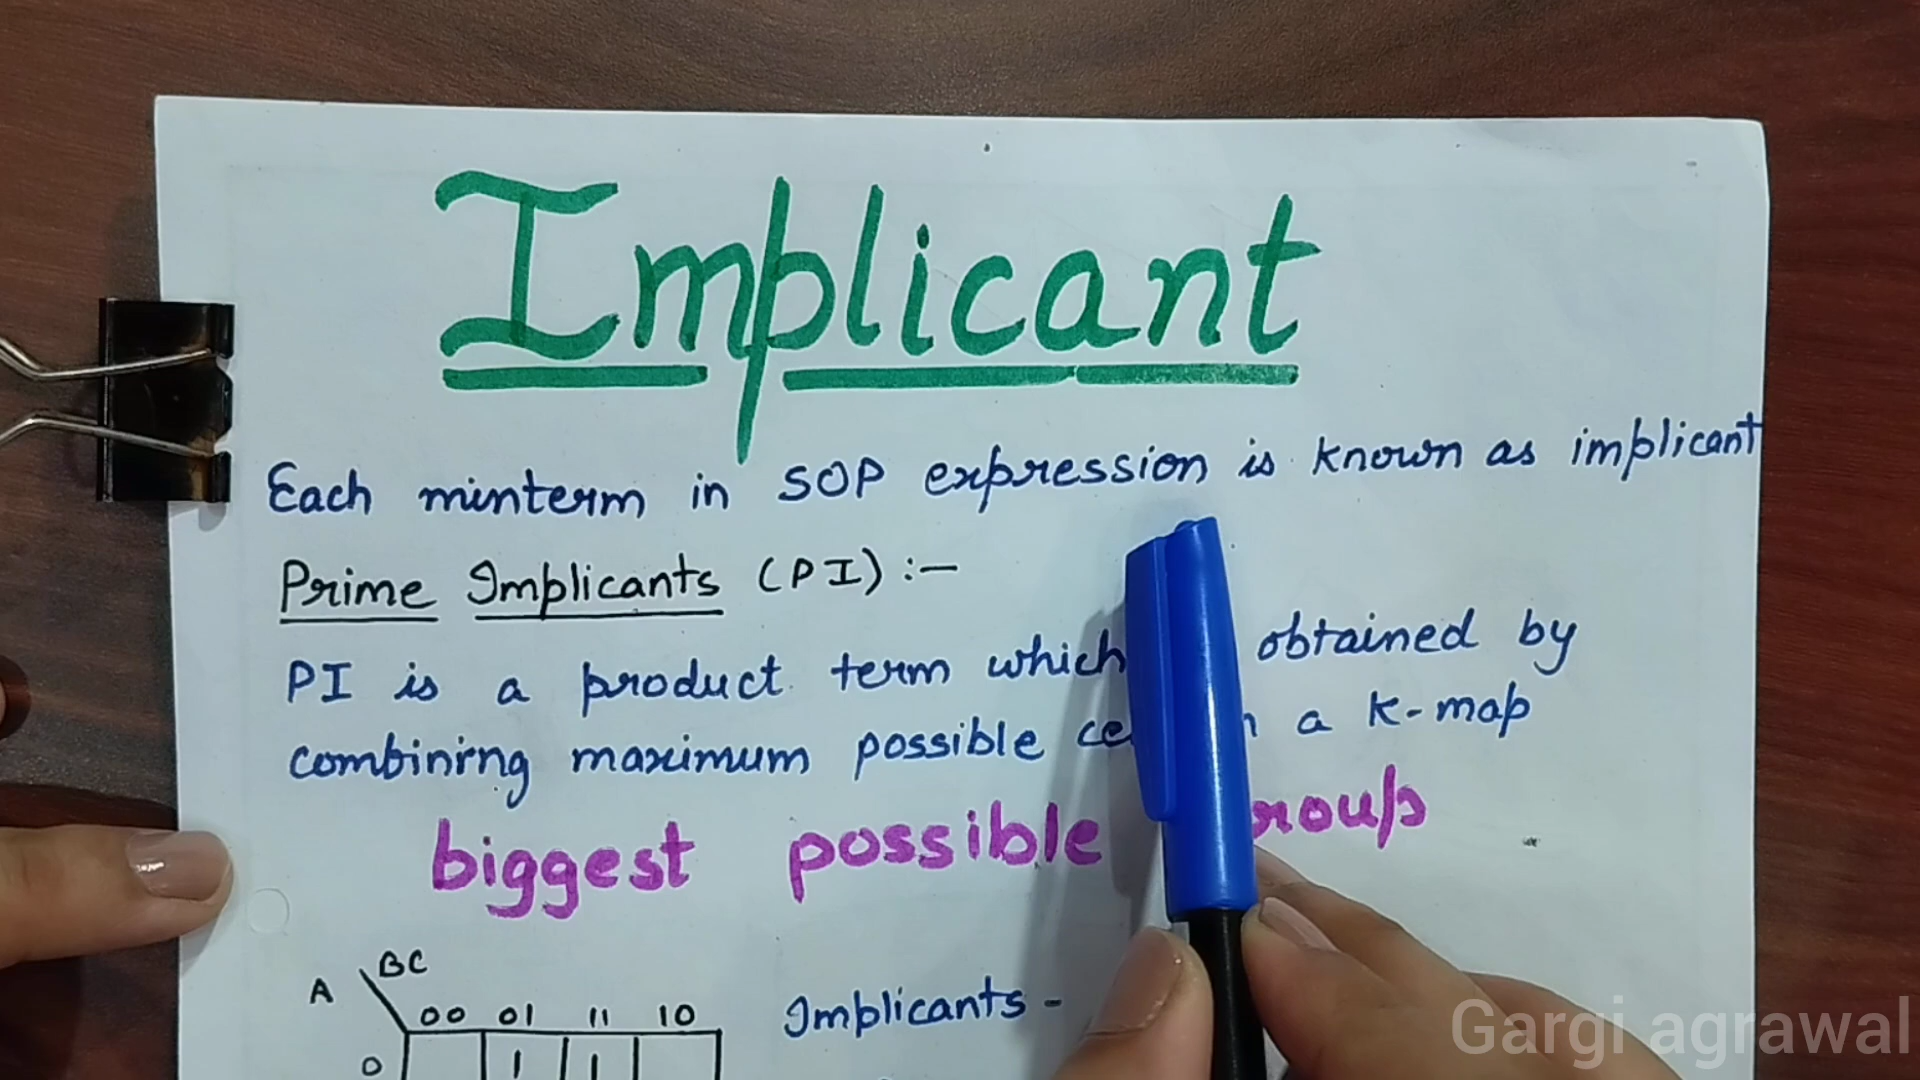 Implicant
Each minterm in SOP expression is known as implicant
Prime Implicants (PI) :-
PI is a product term which obtained by
combinirng maximum possible a K-map
biggest possible
A BC
00 01 11 10
Implicants -
0 1 1
Gargi agrawal